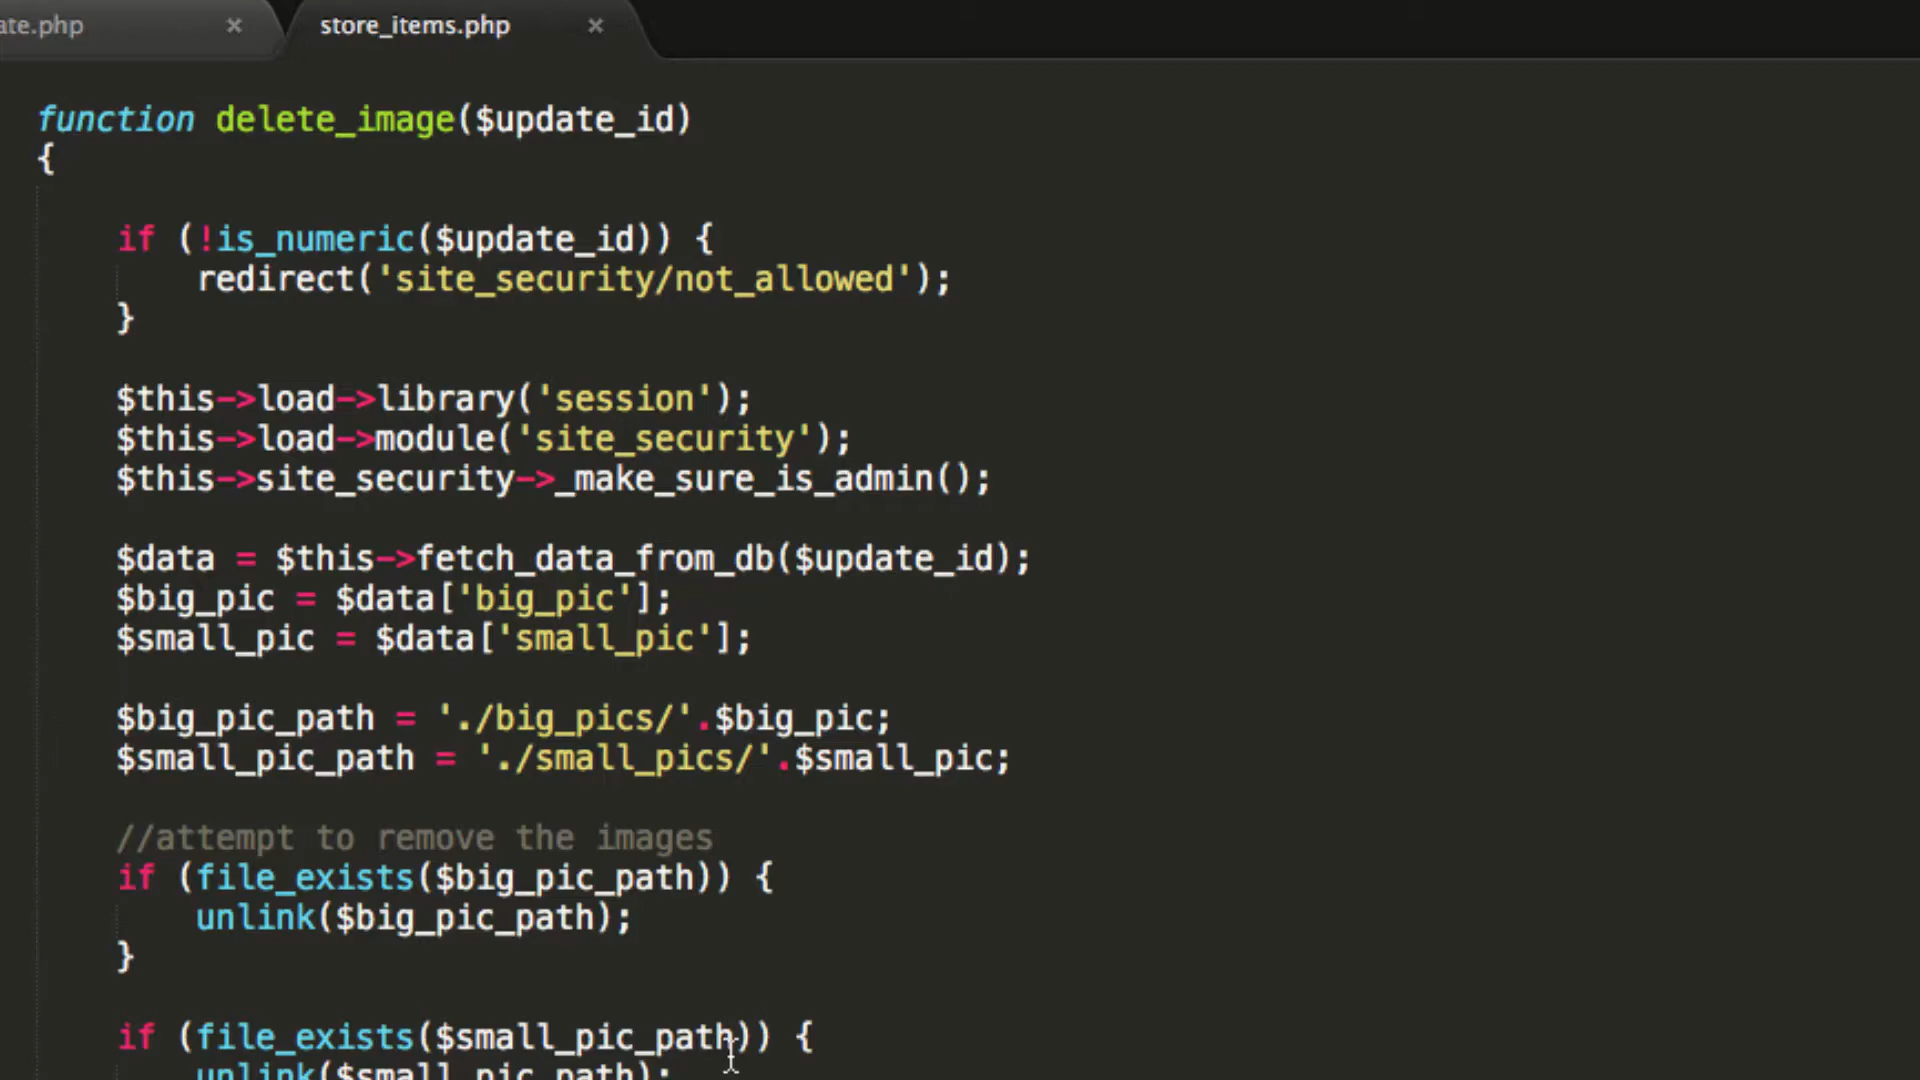 ate.php × store_items.php ×
function delete_image($update_id)
{
if (!is_numeric($update_id)) {
redirect('site_security/not_allowed');
}
$this->load->library('session');
$this->load->module('site_security');
$this->site_security->_make_sure_is_admin();
$data = $this->fetch_data_from_db($update_id);
$big_pic = $data['big_pic'];
$small_pic = $data['small_pic'];
$big_pic_path = './big_pics/'.$big_pic;
$small_pic_path = './small_pics/'.$small_pic;
//attempt to remove the images
if (file_exists($big_pic_path)) {
unlink($big_pic_path);
}
if (file_exists($small_pic_path)) {
unlink($small_pic_path);